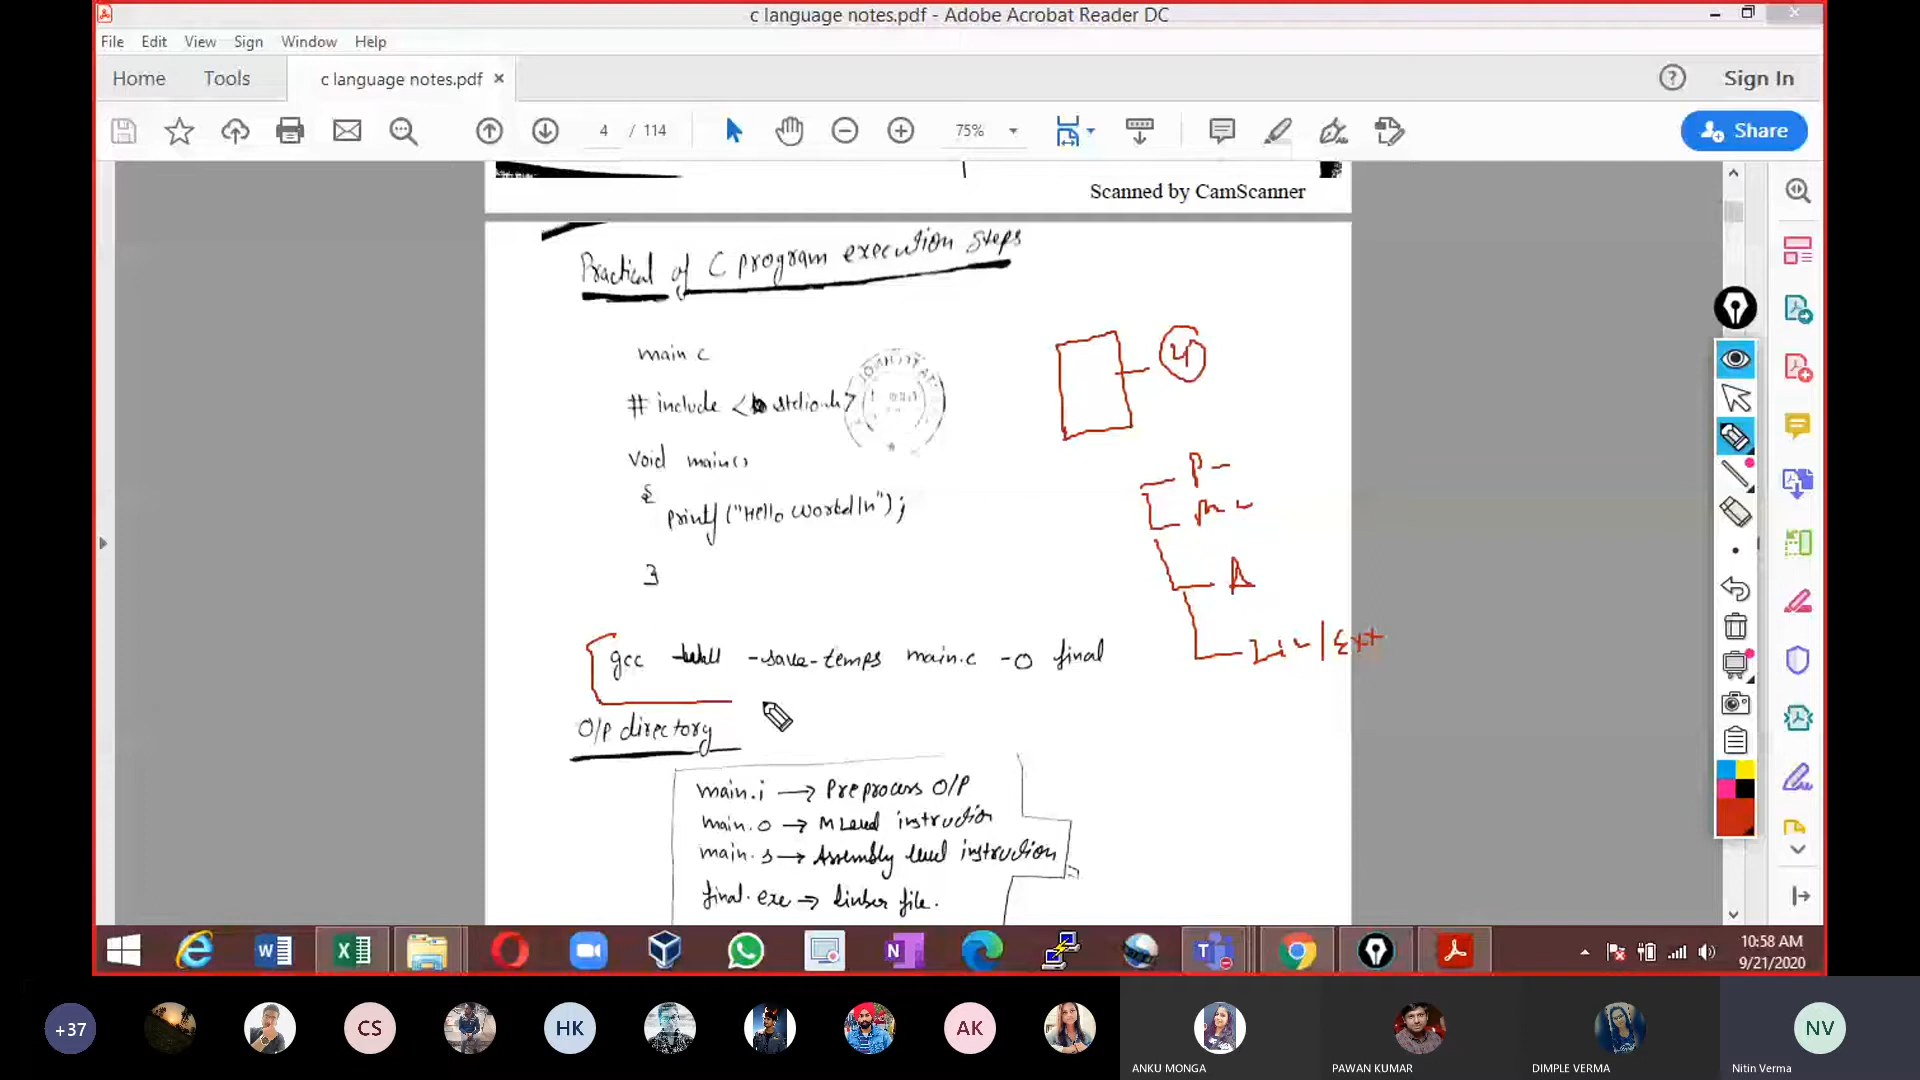 c language notes.pdf - Adobe Acrobat Reader DC
File Edit View Sign Window Help
Home Tools c language notes.pdf × Sign In
4 / 114 75% Share
Scanned by CamScanner
Practical of C program execution steps
main c
# include < stdio.h>
void main()
{
printf ("Hello World\n");
}
gcc -save-temps main.c -o final
O/P directory
main.i → Preprocess O/P
main.o → M Level instruction
main.s → Assembly level instruction
final.exe → Linker file.
4
P
A
10:58 AM
9/21/2020
+37 CS HK AK NV
ANKU MONGA PAWAN KUMAR DIMPLE VERMA Nitin Verma